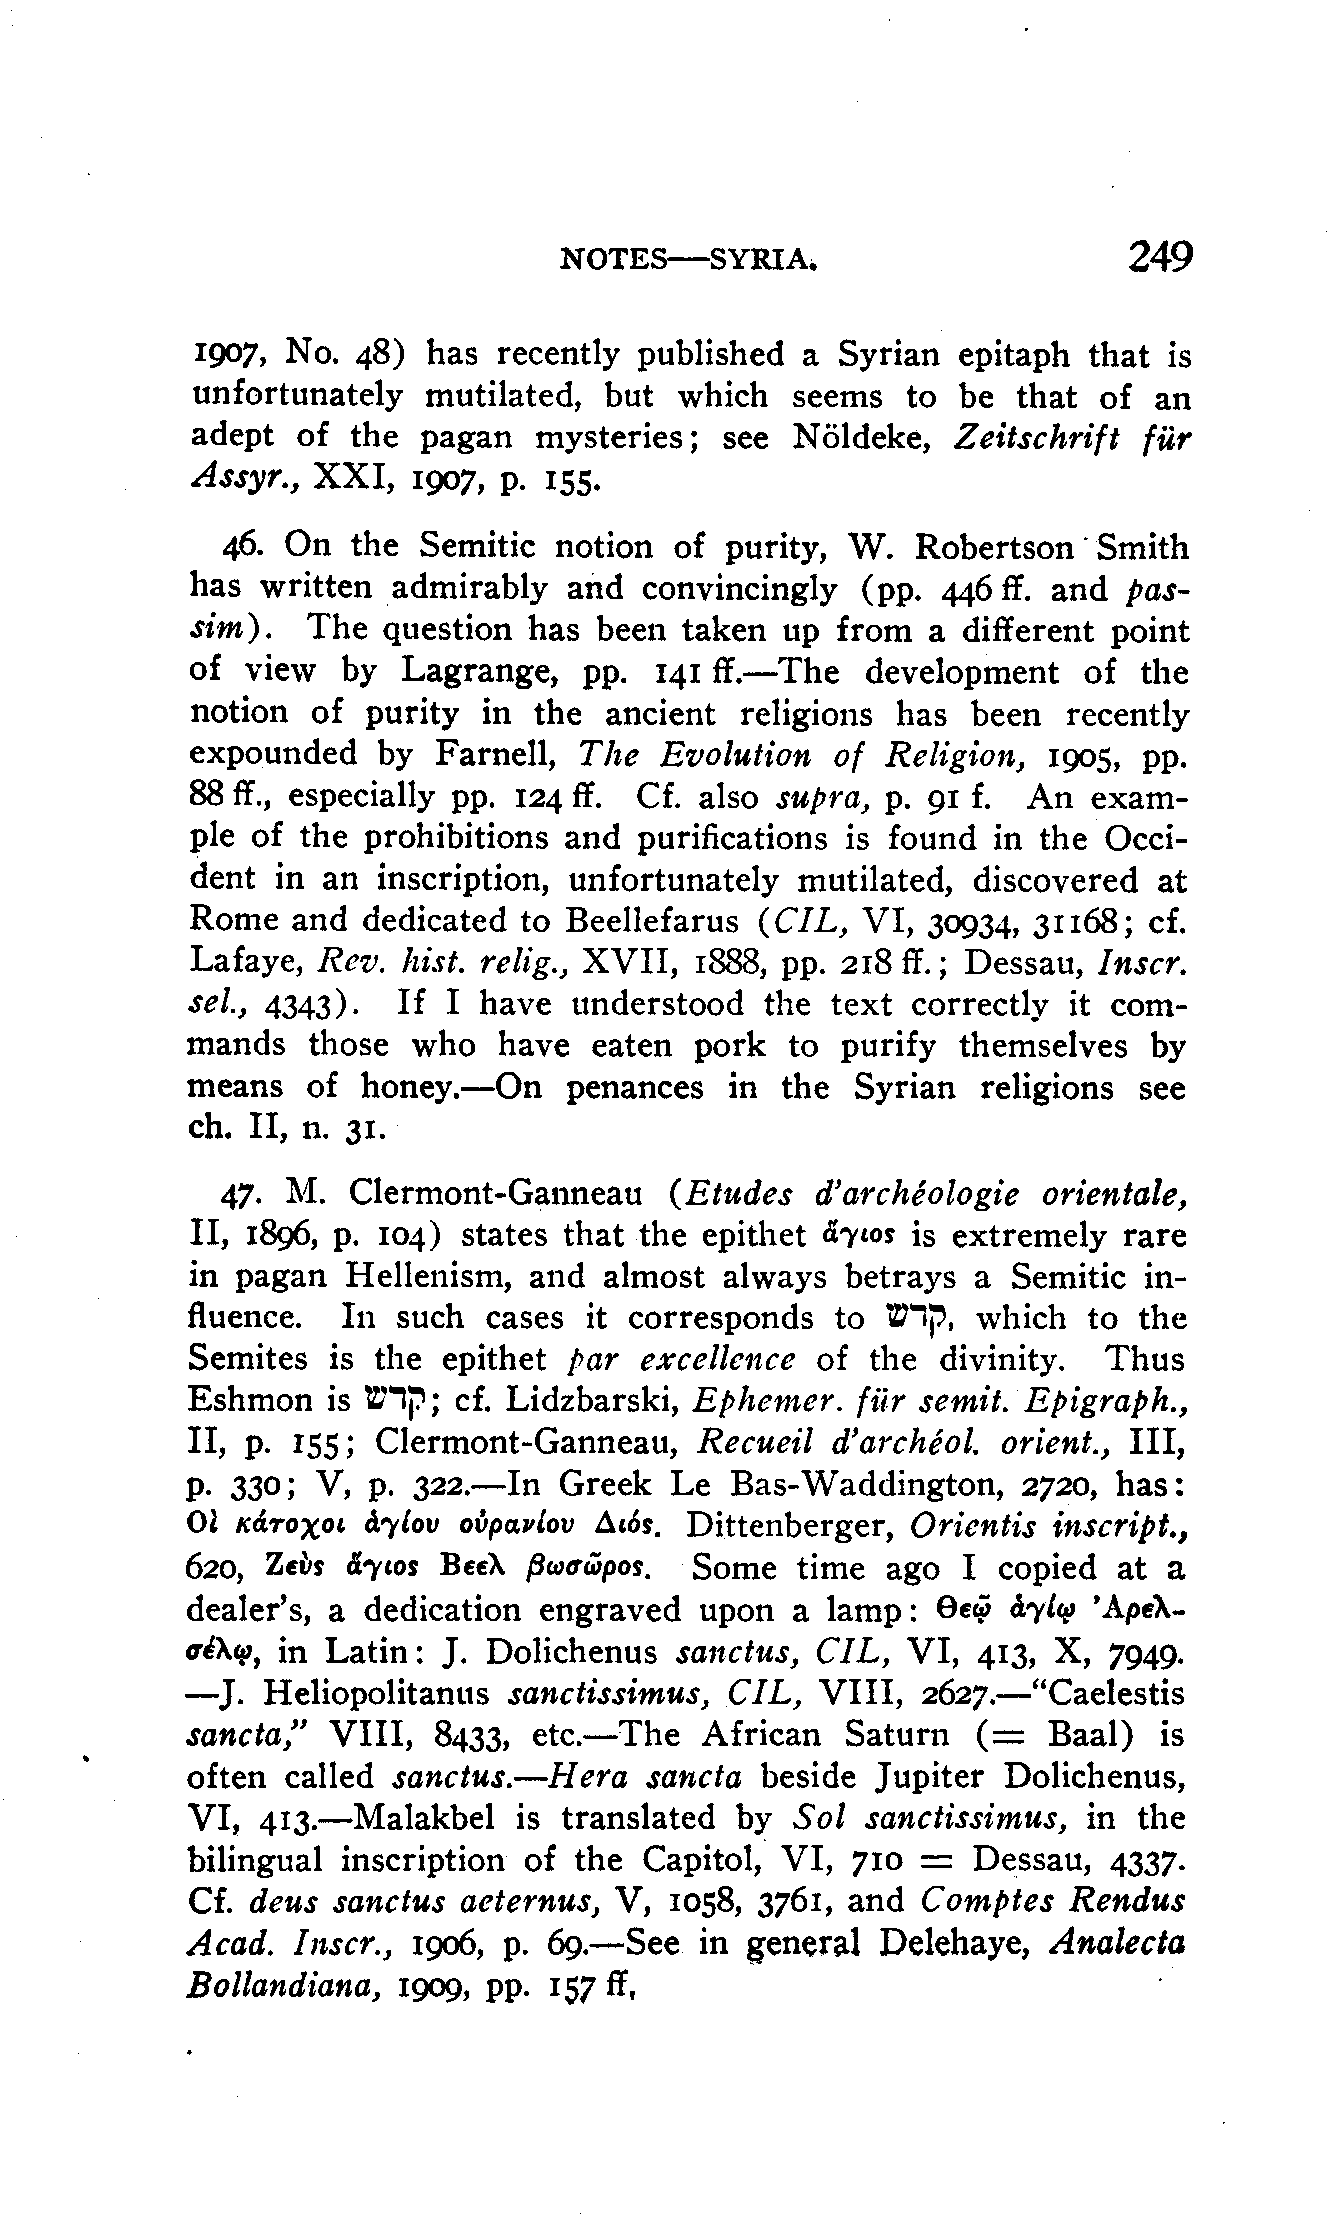 NOTES—SYRIA. 249
1907, No. 48) has recently published a Syrian epitaph that is
unfortunately mutilated, but which seems to be that of an
adept of the pagan mysteries; see Nöldeke, Zeitschrift für
Assyr., XXI, 1907, p. 155.
46. On the Semitic notion of purity, W. Robertson Smith
has written admirably and convincingly (pp. 446 ff. and pas-
sim). The question has been taken up from a different point
of view by Lagrange, pp. 141 ff.—The development of the
notion of purity in the ancient religions has been recently
expounded by Farnell, The Evolution of Religion, 1905, pp.
88 ff., especially pp. 124 ff. Cf. also supra, p. 91 f. An exam-
ple of the prohibitions and purifications is found in the Occi-
dent in an inscription, unfortunately mutilated, discovered at
Rome and dedicated to Beellefarus (CIL, VI, 30934, 31168; cf.
Lafaye, Rev. hist. relig., XVII, 1888, pp. 218 ff.; Dessau, Inscr.
sel., 4343). If I have understood the text correctly it com-
mands those who have eaten pork to purify themselves by
means of honey.—On penances in the Syrian religions see
ch. II, n. 31.
47. M. Clermont-Ganneau (Etudes d'archéologie orientale,
II, 1896, p. 104) states that the epithet ἅγιος is extremely rare
in pagan Hellenism, and almost always betrays a Semitic in-
fluence. In such cases it corresponds to קדש, which to the
Semites is the epithet par excellence of the divinity. Thus
Eshmon is קדש; cf. Lidzbarski, Ephemer. für semit. Epigraph.,
II, p. 155; Clermont-Ganneau, Recueil d'archéol. orient., III,
p. 330; V, p. 322.—In Greek Le Bas-Waddington, 2720, has:
Οἱ κάτοχοι ἁγίου οὐρανίου Διός. Dittenberger, Orientis inscript.,
620, Ζεὺς ἅγιος Βεελ βωσῶρος. Some time ago I copied at a
dealer's, a dedication engraved upon a lamp: Θεῷ ἁγίῳ Ἀρελ-
σέλῳ, in Latin: J. Dolichenus sanctus, CIL, VI, 413, X, 7949.
—J. Heliopolitanus sanctissimus, CIL, VIII, 2627.—"Caelestis
sancta," VIII, 8433, etc.—The African Saturn (= Baal) is
often called sanctus.—Hera sancta beside Jupiter Dolichenus,
VI, 413.—Malakbel is translated by Sol sanctissimus, in the
bilingual inscription of the Capitol, VI, 710 = Dessau, 4337.
Cf. deus sanctus aeternus, V, 1058, 3761, and Comptes Rendus
Acad. Inscr., 1906, p. 69.—See in general Delehaye, Analecta
Bollandiana, 1909, pp. 157 ff.